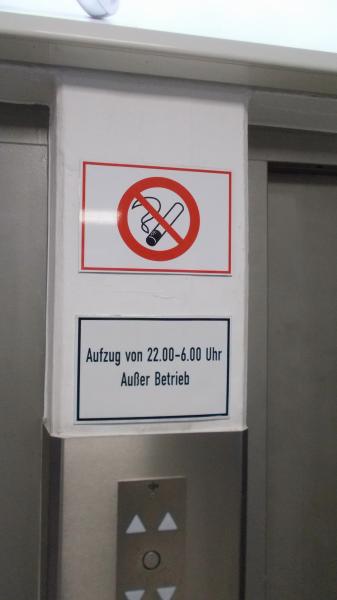 Aufzug von 22.00-6.00 Uhr
Außer Betrieb